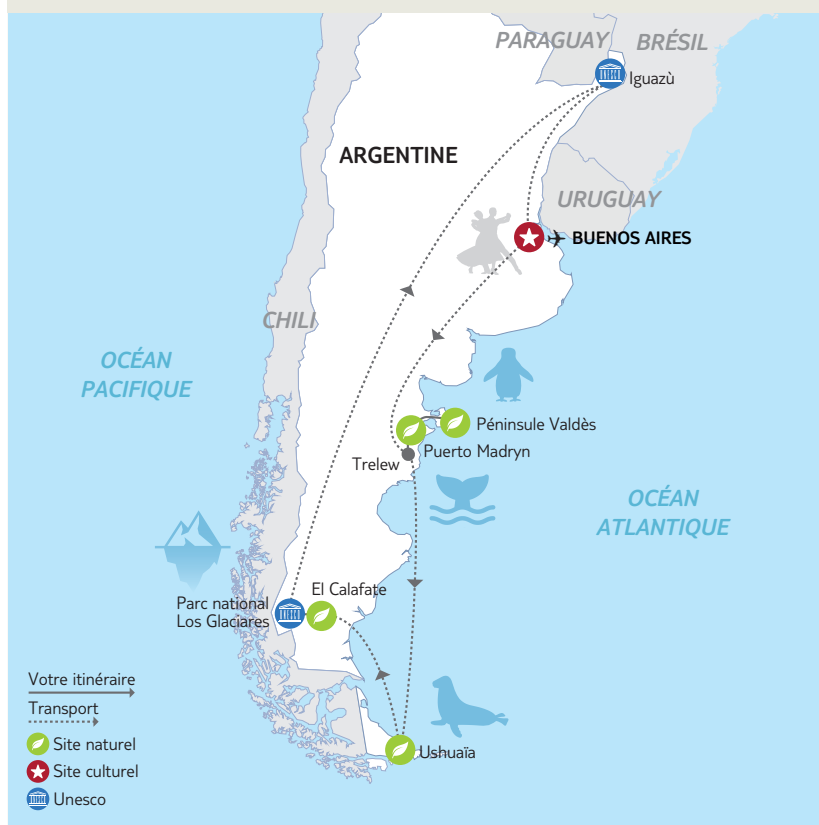 PARAGUAY
BRÉSIL
Iguazù
ARGENTINE
URUGUAY
BUENOS AIRES
CHILI
OCÉAN
PACIFIQUE
Péninsule Valdès
Puerto Madryn
Trelew
OCÉAN
ATLANTIQUE
El Calafate
Parc national
Los Glaciares
Ushuaïa
Votre itinéraire
Transport
Site naturel
Site culturel
Unesco